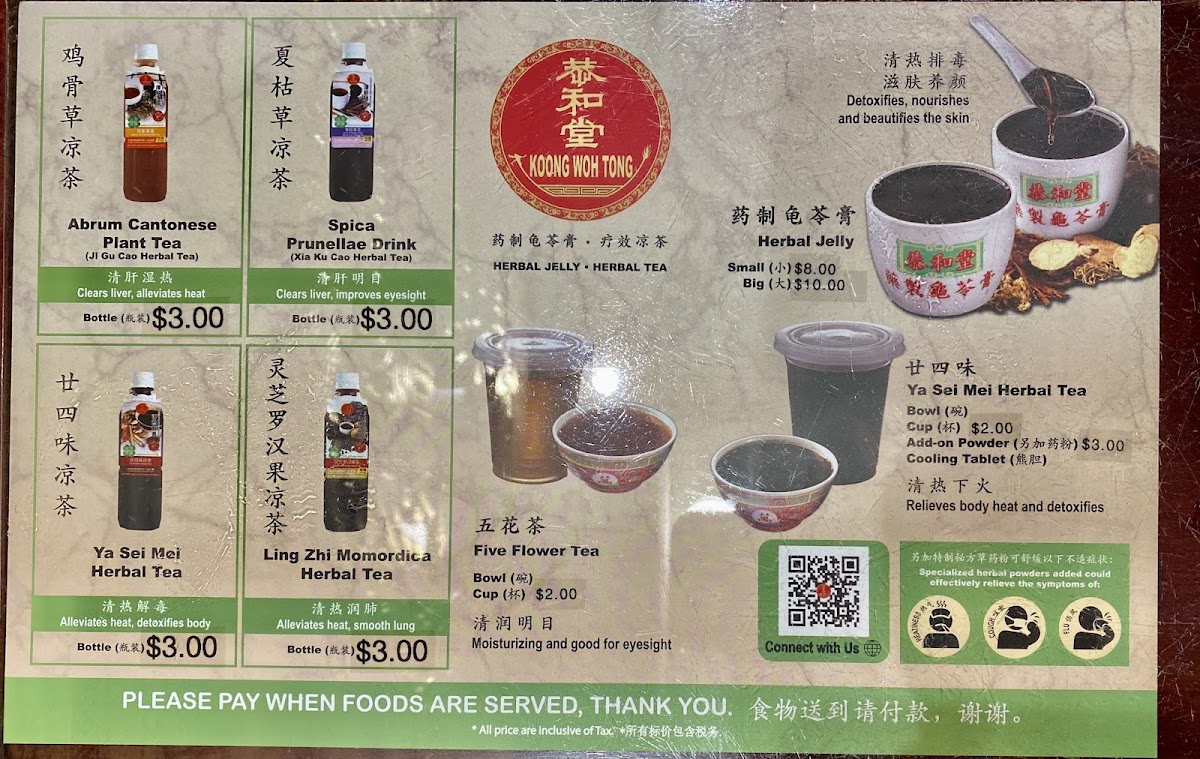 鸡骨草凉茶
Abrum Cantonese
Plant Tea
(Ji Gu Cao Herbal Tea)
清肝湿热
Clears liver, alleviates heat
Bottle (瓶装) $3.00
夏枯草凉茶
Spica
Prunellae Drink
(Xia Ku Cao Herbal Tea)
清肝明目
Clears liver, improves eyesight
Bottle (瓶装) $3.00
廿四味凉茶
Ya Sei Mei
Herbal Tea
清热解毒
Alleviates heat, detoxifies body
Bottle (瓶装) $3.00
灵芝罗汉果凉茶
Ling Zhi Momordica
Herbal Tea
清热润肺
Alleviates heat, smooth lung
Bottle (瓶装) $3.00
恭和堂
KOONG WOH TONG
药制龟苓膏 · 疗效凉茶
HERBAL JELLY • HERBAL TEA
清热排毒
滋肤养颜
Detoxifies, nourishes
and beautifies the skin
药制龟苓膏
Herbal Jelly
Small (小) $8.00
Big (大) $10.00
五花茶
Five Flower Tea
Bowl (碗)
Cup (杯) $2.00
清润明目
Moisturizing and good for eyesight
廿四味
Ya Sei Mei Herbal Tea
Bowl (碗)
Cup (杯) $2.00
Add-on Powder (另加药粉) $3.00
Cooling Tablet (熊胆)
清热下火
Relieves body heat and detoxifies
Connect with Us
另加特制秘方草药粉可舒缓以下不适症状:
Specialized herbal powders added could
effectively relieve the symptoms of:
PLEASE PAY WHEN FOODS ARE SERVED, THANK YOU. 食物送到请付款，谢谢。
* All price are inclusive of Tax. *所有标价包含税务